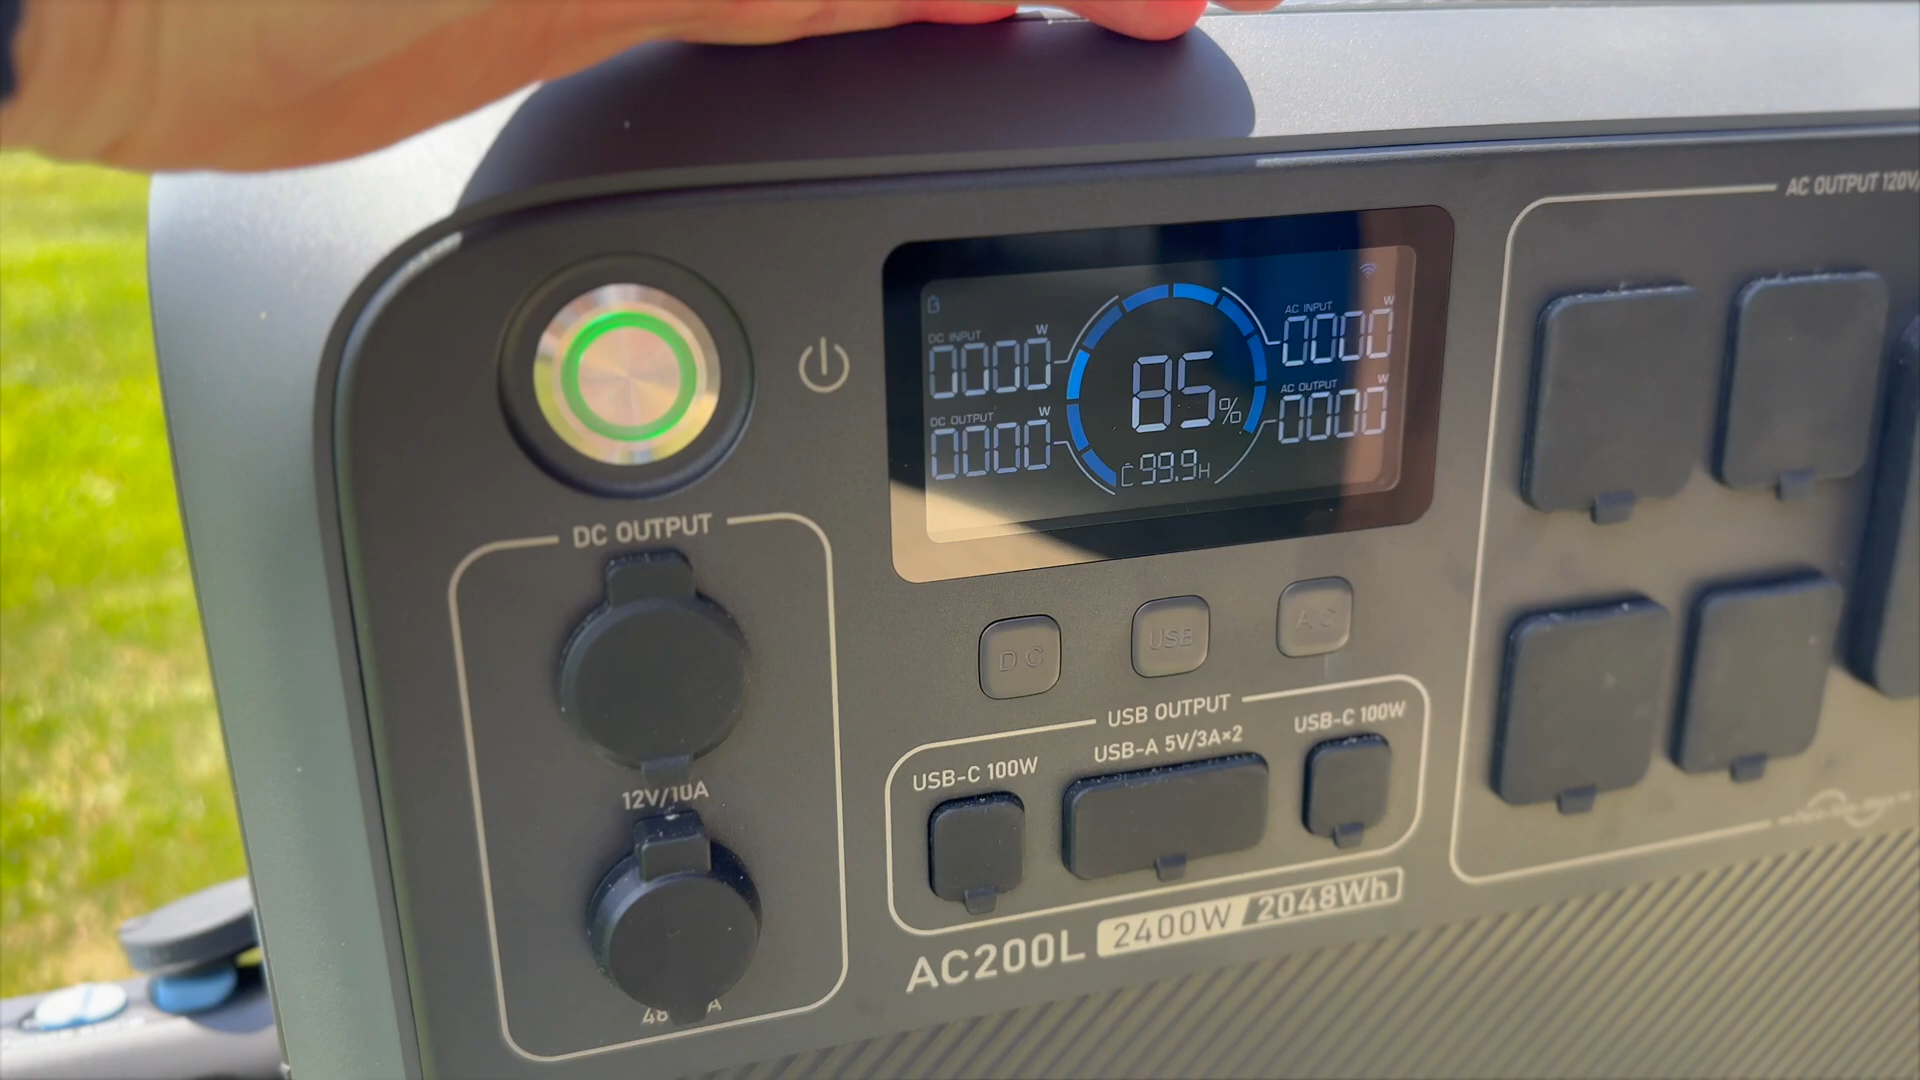 AC OUTPUT 120V/
DC INPUT
0000 W
DC OUTPUT
0000 W
85%
99.9H
AC INPUT
0000 W
AC OUTPUT
0000 W
DC OUTPUT
12V/10A
48 A
DC
USB
AC
USB OUTPUT
USB-C 100W
USB-A 5V/3A×2
USB-C 100W
AC200L 2400W/2048Wh